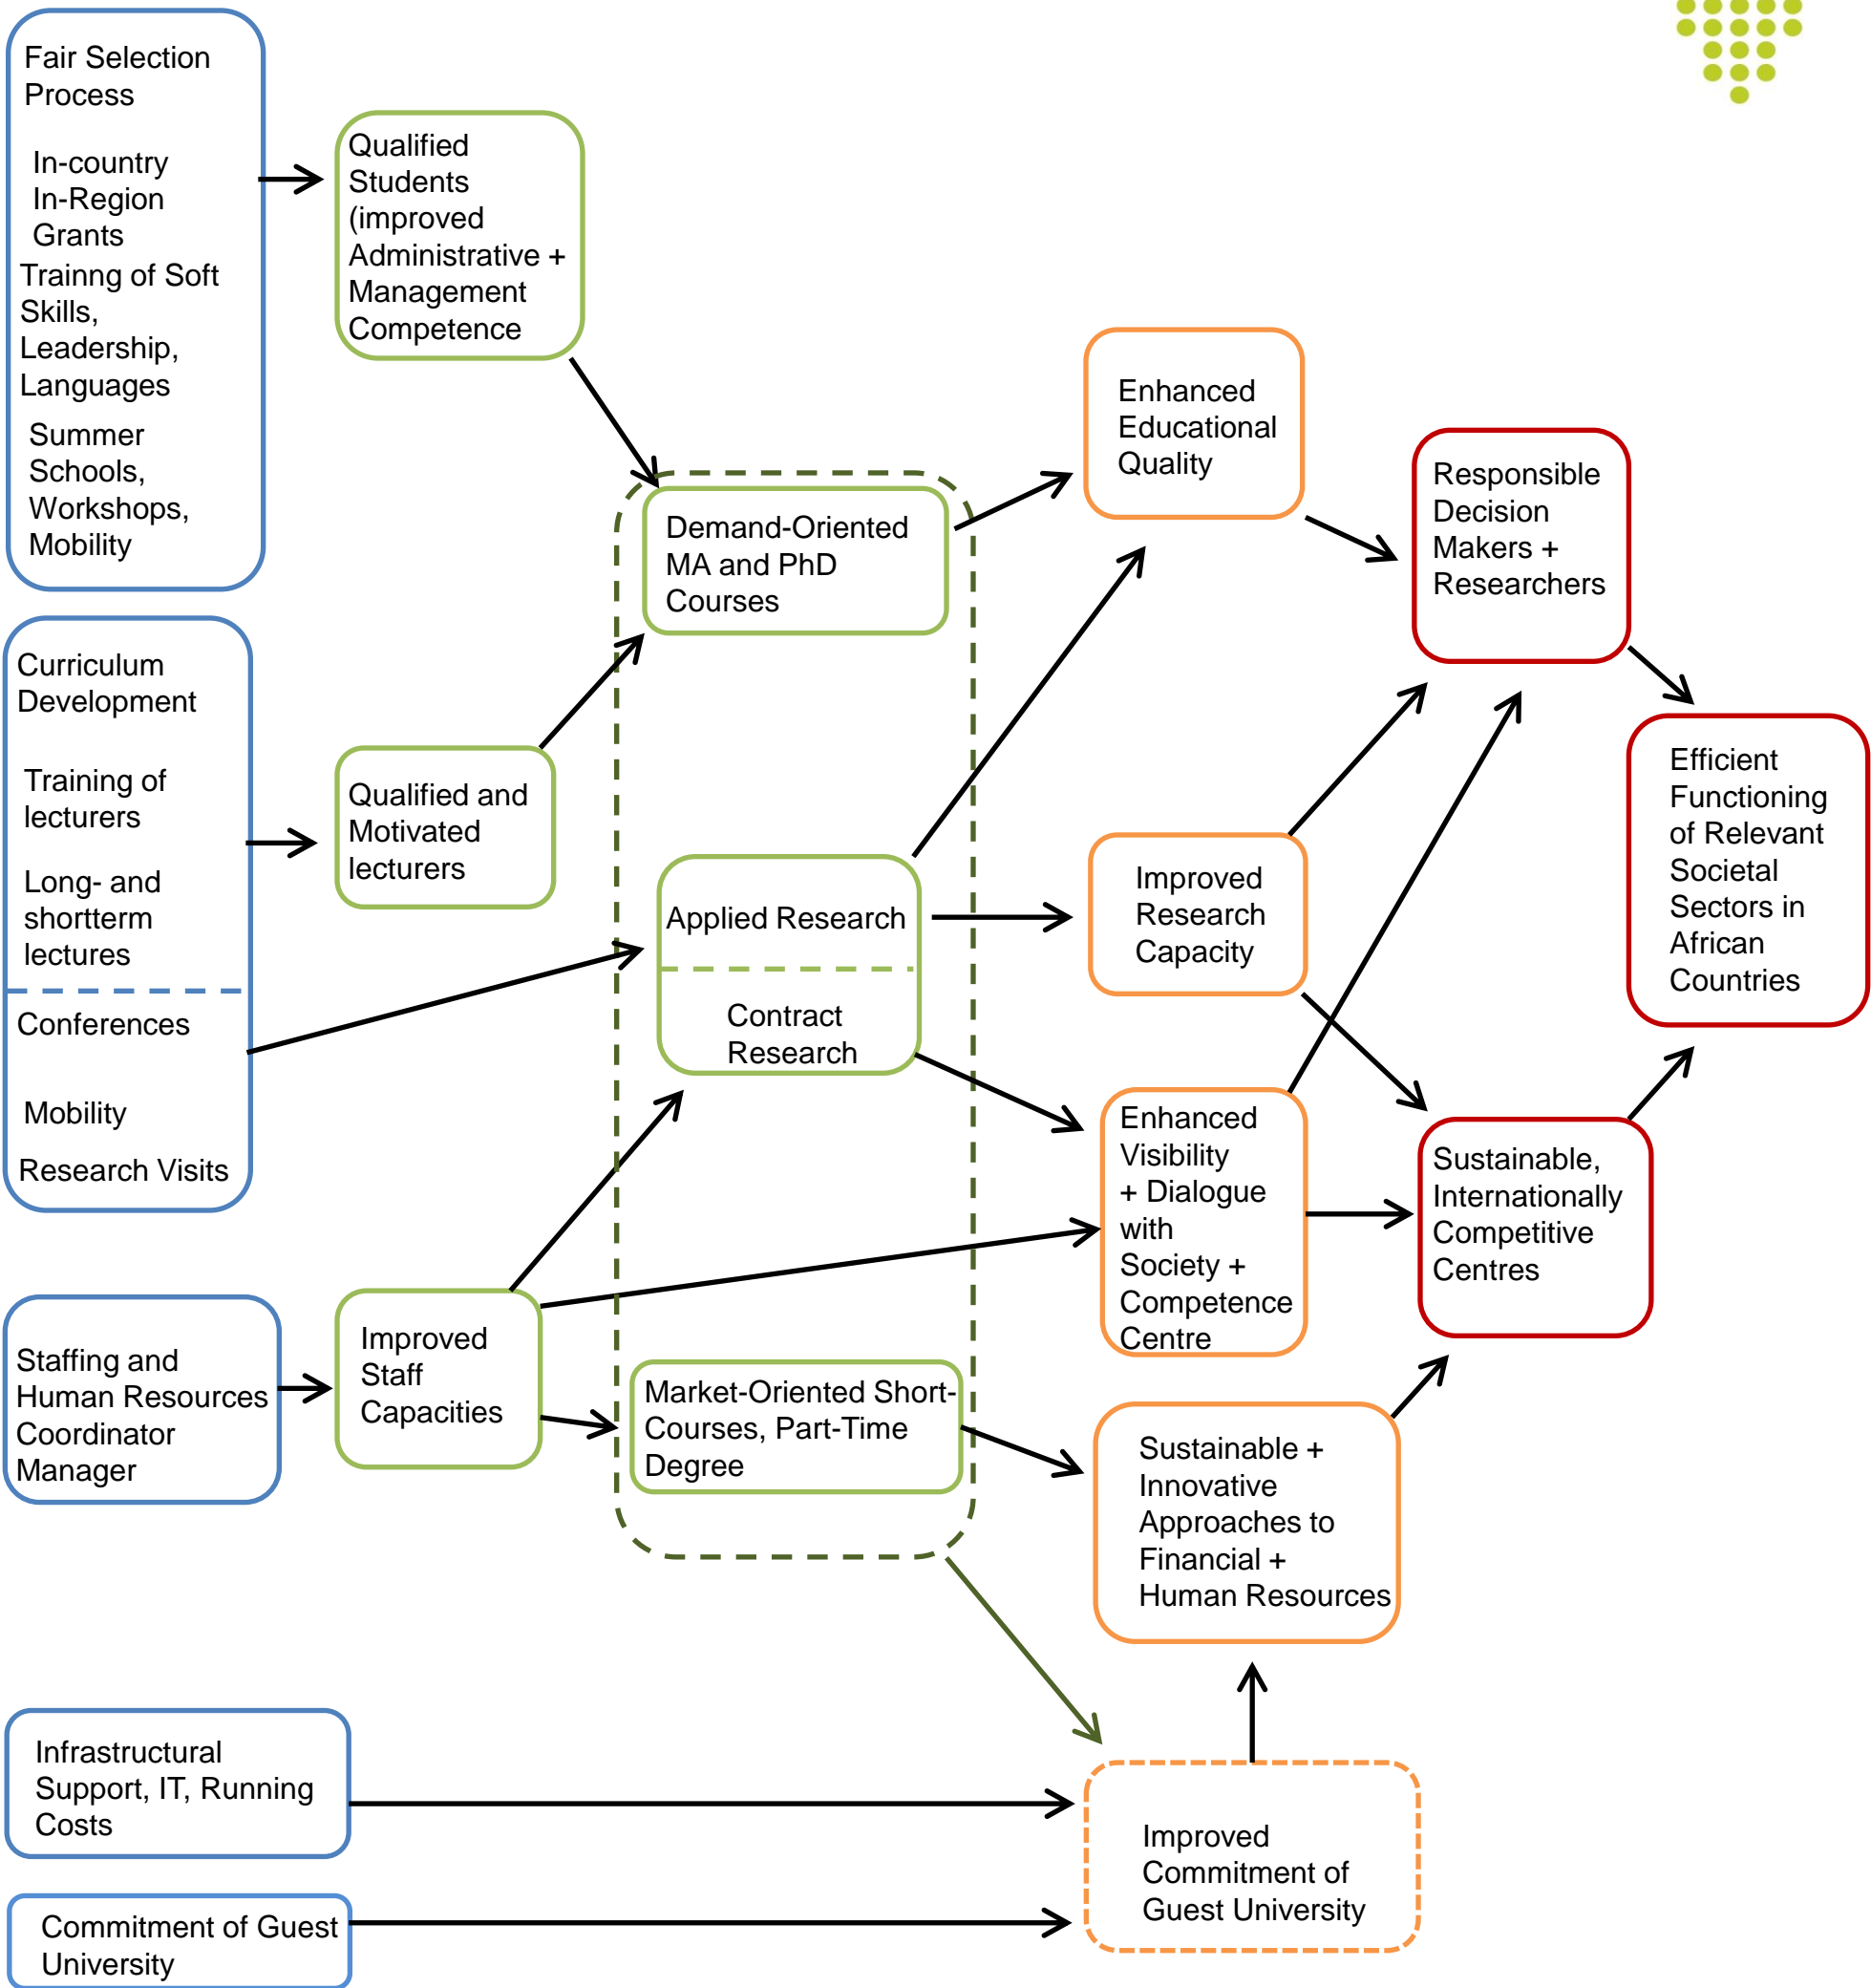 Fair Selection
Process
In-country
In-Region
Grants
Trainng of Soft
Skills,
Leadership,
Languages
Summer
Schools,
Workshops,
Mobility
Qualified
Students
(improved
Administrative +
Management
Competence
Curriculum
Development
Training of
lecturers
Long- and
shortterm
lectures
Conferences
Mobility
Research Visits
Qualified and
Motivated
lecturers
Staffing and
Human Resources
Coordinator
Manager
Improved
Staff
Capacities
Infrastructural
Support, IT, Running
Costs
Commitment of Guest
University
Demand-Oriented
MA and PhD
Courses
Applied Research
Contract
Research
Market-Oriented Short-
Courses, Part-Time
Degree
Enhanced
Educational
Quality
Improved
Research
Capacity
Enhanced
Visibility
+ Dialogue
with
Society +
Competence
Centre
Sustainable +
Innovative
Approaches to
Financial +
Human Resources
Improved
Commitment of
Guest University
Responsible
Decision
Makers +
Researchers
Sustainable,
Internationally
Competitive
Centres
Efficient
Functioning
of Relevant
Societal
Sectors in
African
Countries